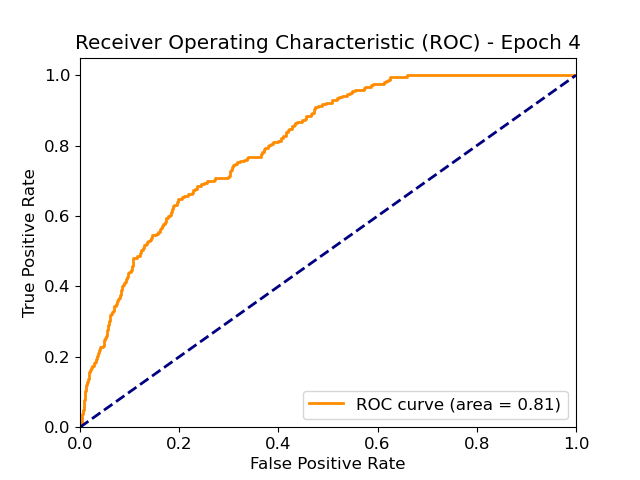 Receiver Operating Characteristic (ROC) - Epoch 4
True Positive Rate
1.0
0.8
0.6
0.4
0.2
0.0
ROC curve (area = 0.81)
0.0 0.2 0.4 0.6 0.8 1.0
False Positive Rate